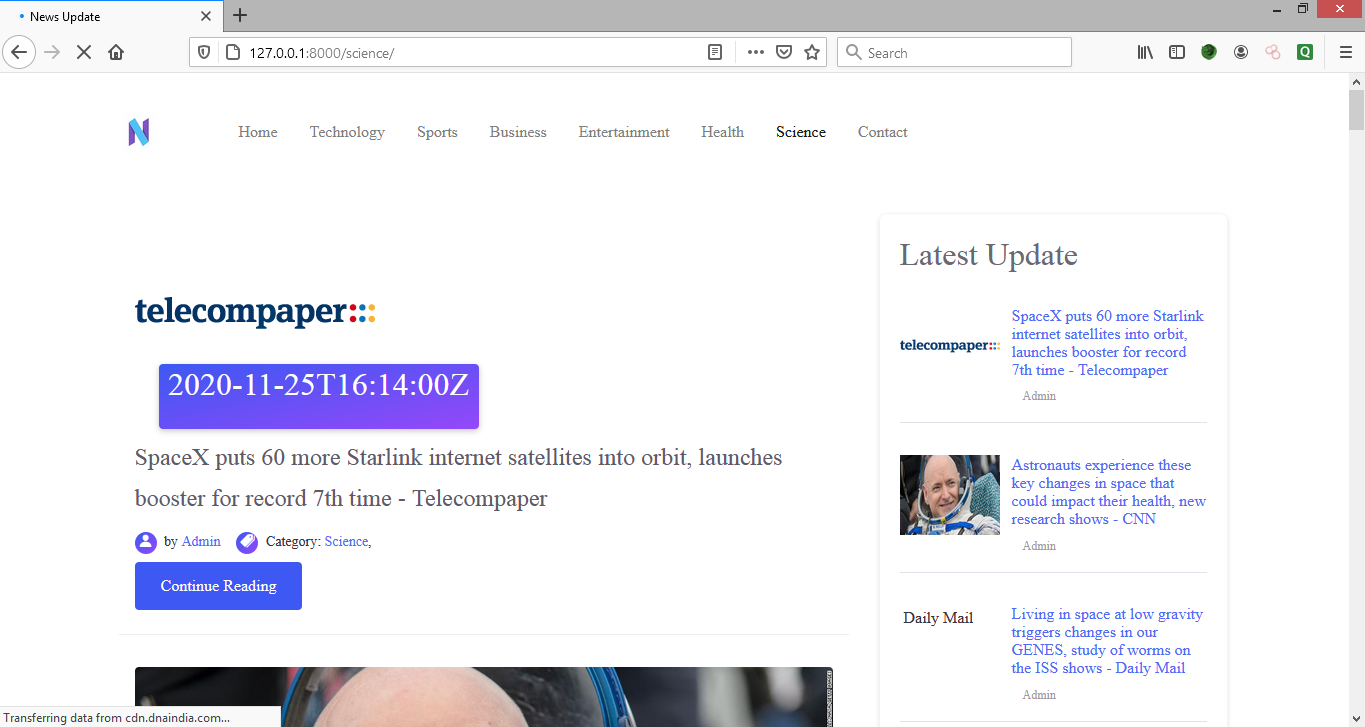 News Update
127.0.0.1:8000/science/
Search
Q
N
Home
Technology
Sports
Business
Entertainment
Health
Science
Contact
telecompaper
2020-11-25T16:14:00Z
SpaceX puts 60 more Starlink internet satellites into orbit, launches
booster for record 7th time - Telecompaper
by Admin Category: Science,
Continue Reading
Latest Update
telecompaper
SpaceX puts 60 more Starlink
internet satellites into orbit,
launches booster for record
7th time - Telecompaper
Admin
Astronauts experience these
key changes in space that
could impact their health, new
research shows - CNN
Admin
Daily Mail
Living in space at low gravity
triggers changes in our
GENES, study of worms on
the ISS shows - Daily Mail
Admin
Transferring data from cdn.dnaindia.com...